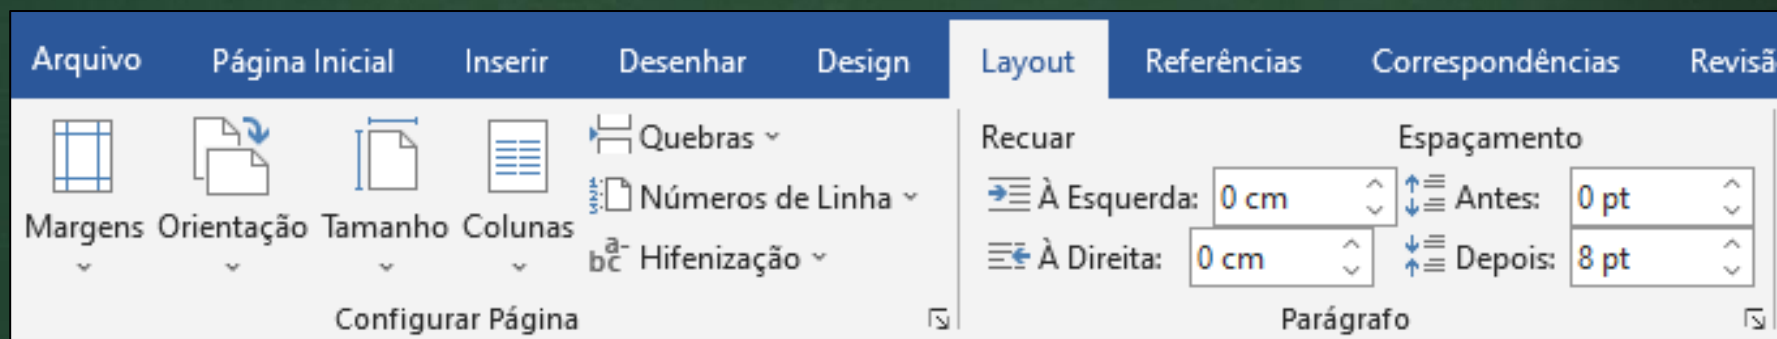 Arquivo Página Inicial Inserir Desenhar Design Layout Referências Correspondências Revisã
Quebras
Números de Linha
Hifenização
Margens Orientação Tamanho Colunas
Configurar Página
Recuar Espaçamento
À Esquerda: 0 cm Antes: 0 pt
À Direita: 0 cm Depois: 8 pt
Parágrafo